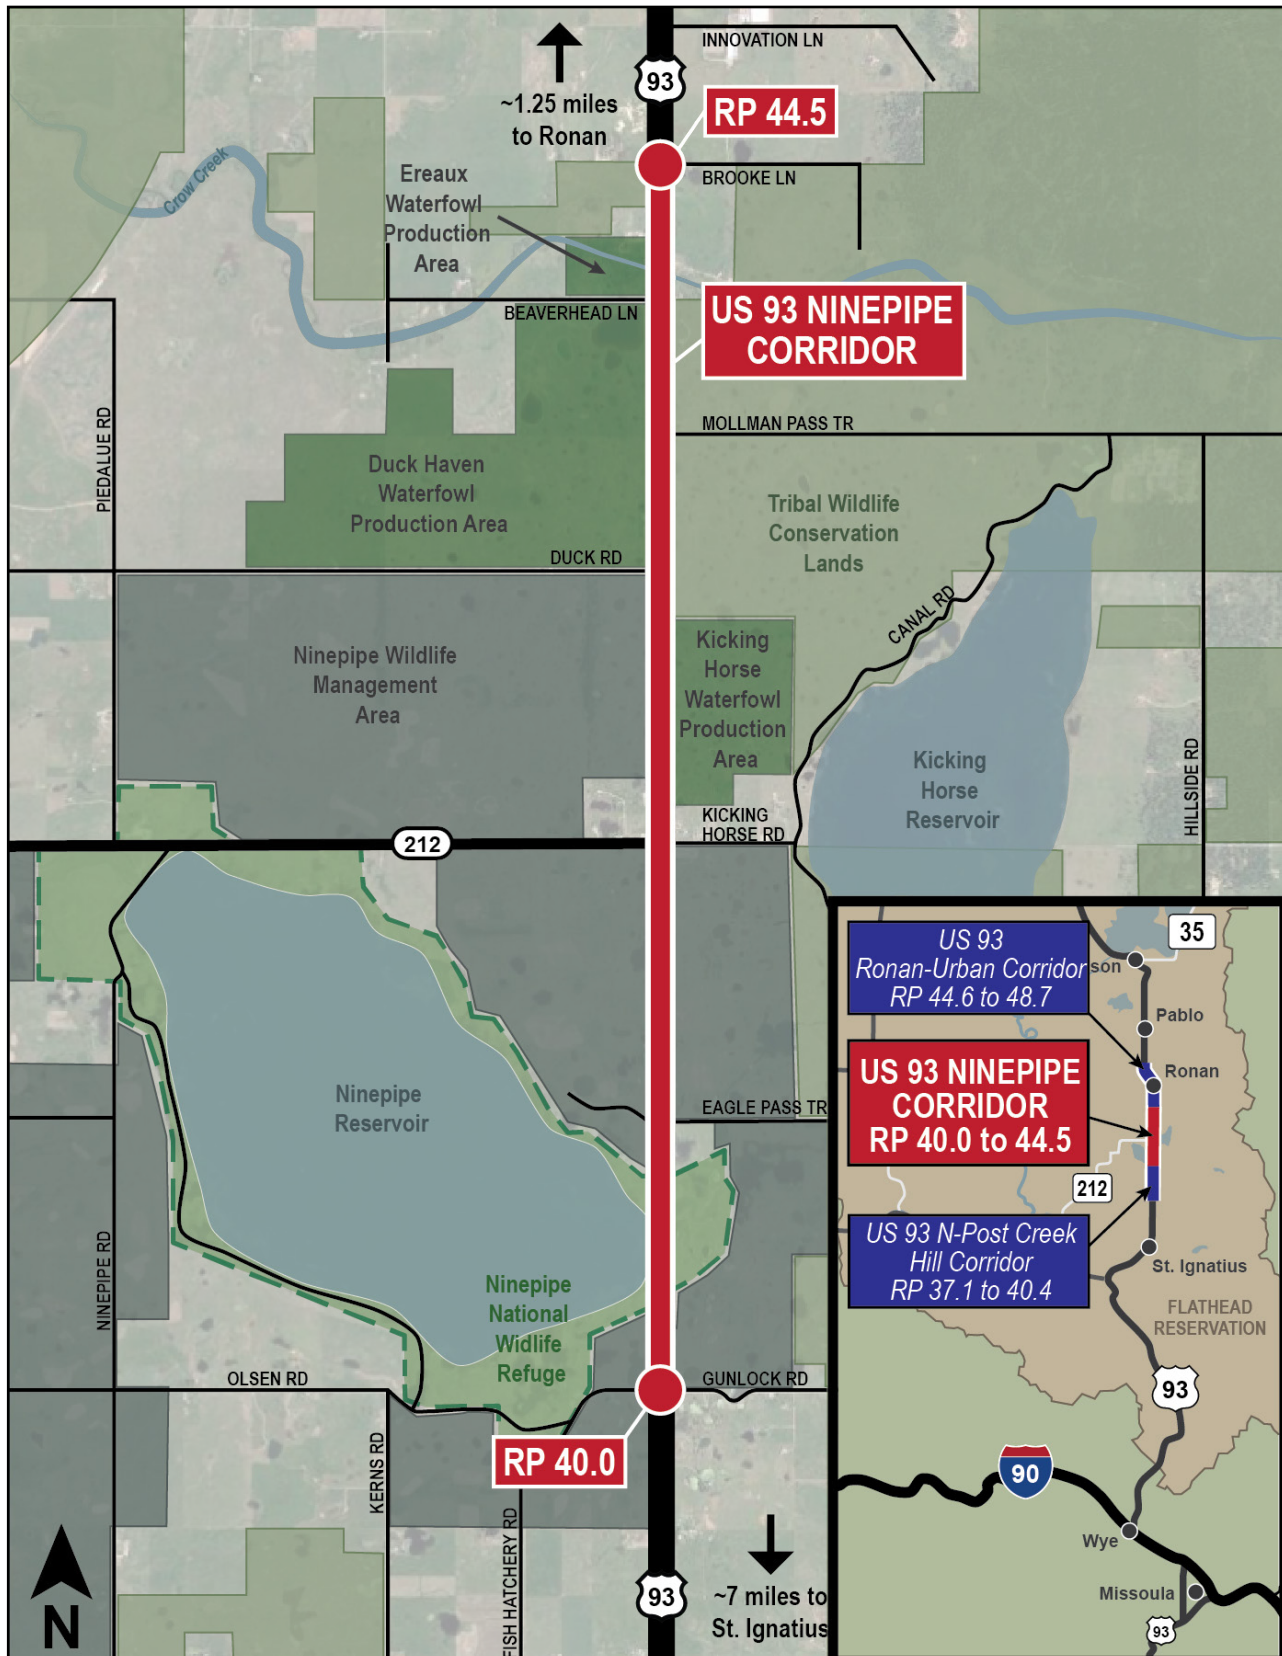 INNOVATION LN
93
~1.25 miles
to Ronan
RP 44.5
BROOKE LN
Crow Creek
Ereaux
Waterfowl
Production
Area
US 93 NINEPIPE
CORRIDOR
BEAVERHEAD LN
MOLLMAN PASS TR
PIEDALUE RD
Duck Haven
Waterfowl
Production Area
DUCK RD
Tribal Wildlife
Conservation
Lands
CANAL RD
Ninepipe Wildlife
Management
Area
Kicking
Horse
Waterfowl
Production
Area
Kicking
Horse
Reservoir
HILLSIDE RD
KICKING
HORSE RD
212
Ninepipe
Reservoir
EAGLE PASS TR
NINEPIPE RD
Ninepipe
National
Widlife
Refuge
OLSEN RD
GUNLOCK RD
RP 40.0
KERNS RD
FISH HATCHERY RD
N
93
~7 miles to
St. Ignatius
US 93
Ronan-Urban Corridor
RP 44.6 to 48.7
35
son
Pablo
Ronan
US 93 NINEPIPE
CORRIDOR
RP 40.0 to 44.5
212
US 93 N-Post Creek
Hill Corridor
RP 37.1 to 40.4
St. Ignatius
FLATHEAD
RESERVATION
93
90
Wye
Missoula
93